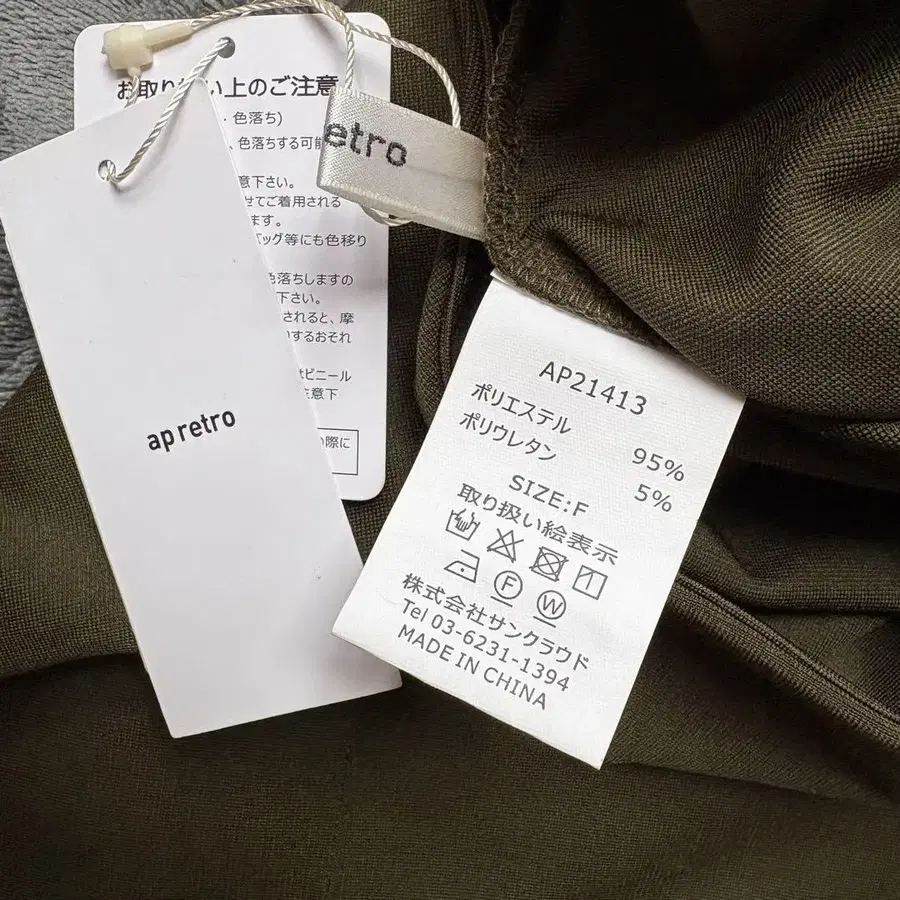 お取り扱い上のご注意
・色落ち)
、色落ちする可能
意下さい。
せてご着用される
ます。
バッグ等にも色移り
色落ちしますの
下さい。
されると、摩
するおそれ
はビニール
注意下
の際に
etro
ap retro
AP21413
ポリエステル 95%
ポリウレタン 5%
SIZE:F
取り扱い絵表示
F W
株式会社サンクラウド
Tel 03-6231-1394
MADE IN CHINA